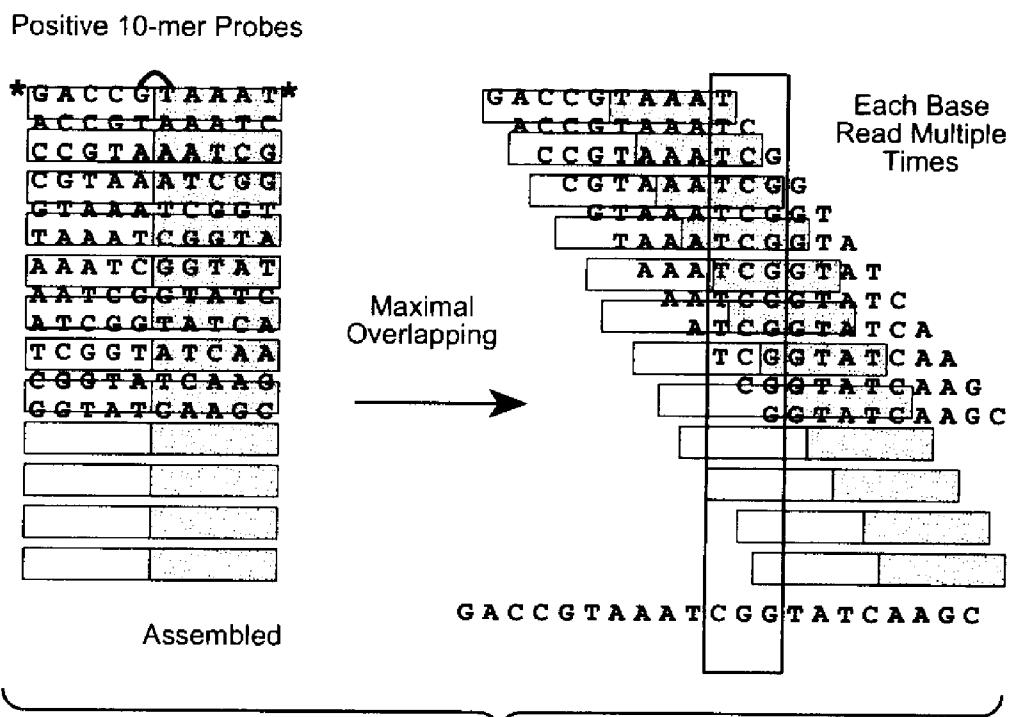 Positive 10-mer Probes
*GACCGTAAAT*
ACCGTAAATC
CCGTAAATCG
CGTAAATCGG
GTAAATCGGT
TAAATCGGTA
AAATCGGTAT
AATCGGTATC
ATCGGTATCA
TCGGTATCAA
CGGTATCAAG
GGTATCAAGC
Assembled
Maximal
Overlapping
Each Base
Read Multiple
Times
GACCGTAAAT
ACCGTAAATC
CCGTAAATCG
CGTAAATCGG
GTAAATCGGT
TAAATCGGTA
AAATCGGTAT
AATCGGTATC
ATCGGTATCA
TCGGTATCAA
CGGTATCAAG
GGTATCAAGC
GACCGTAAATCGGTATCAAGC